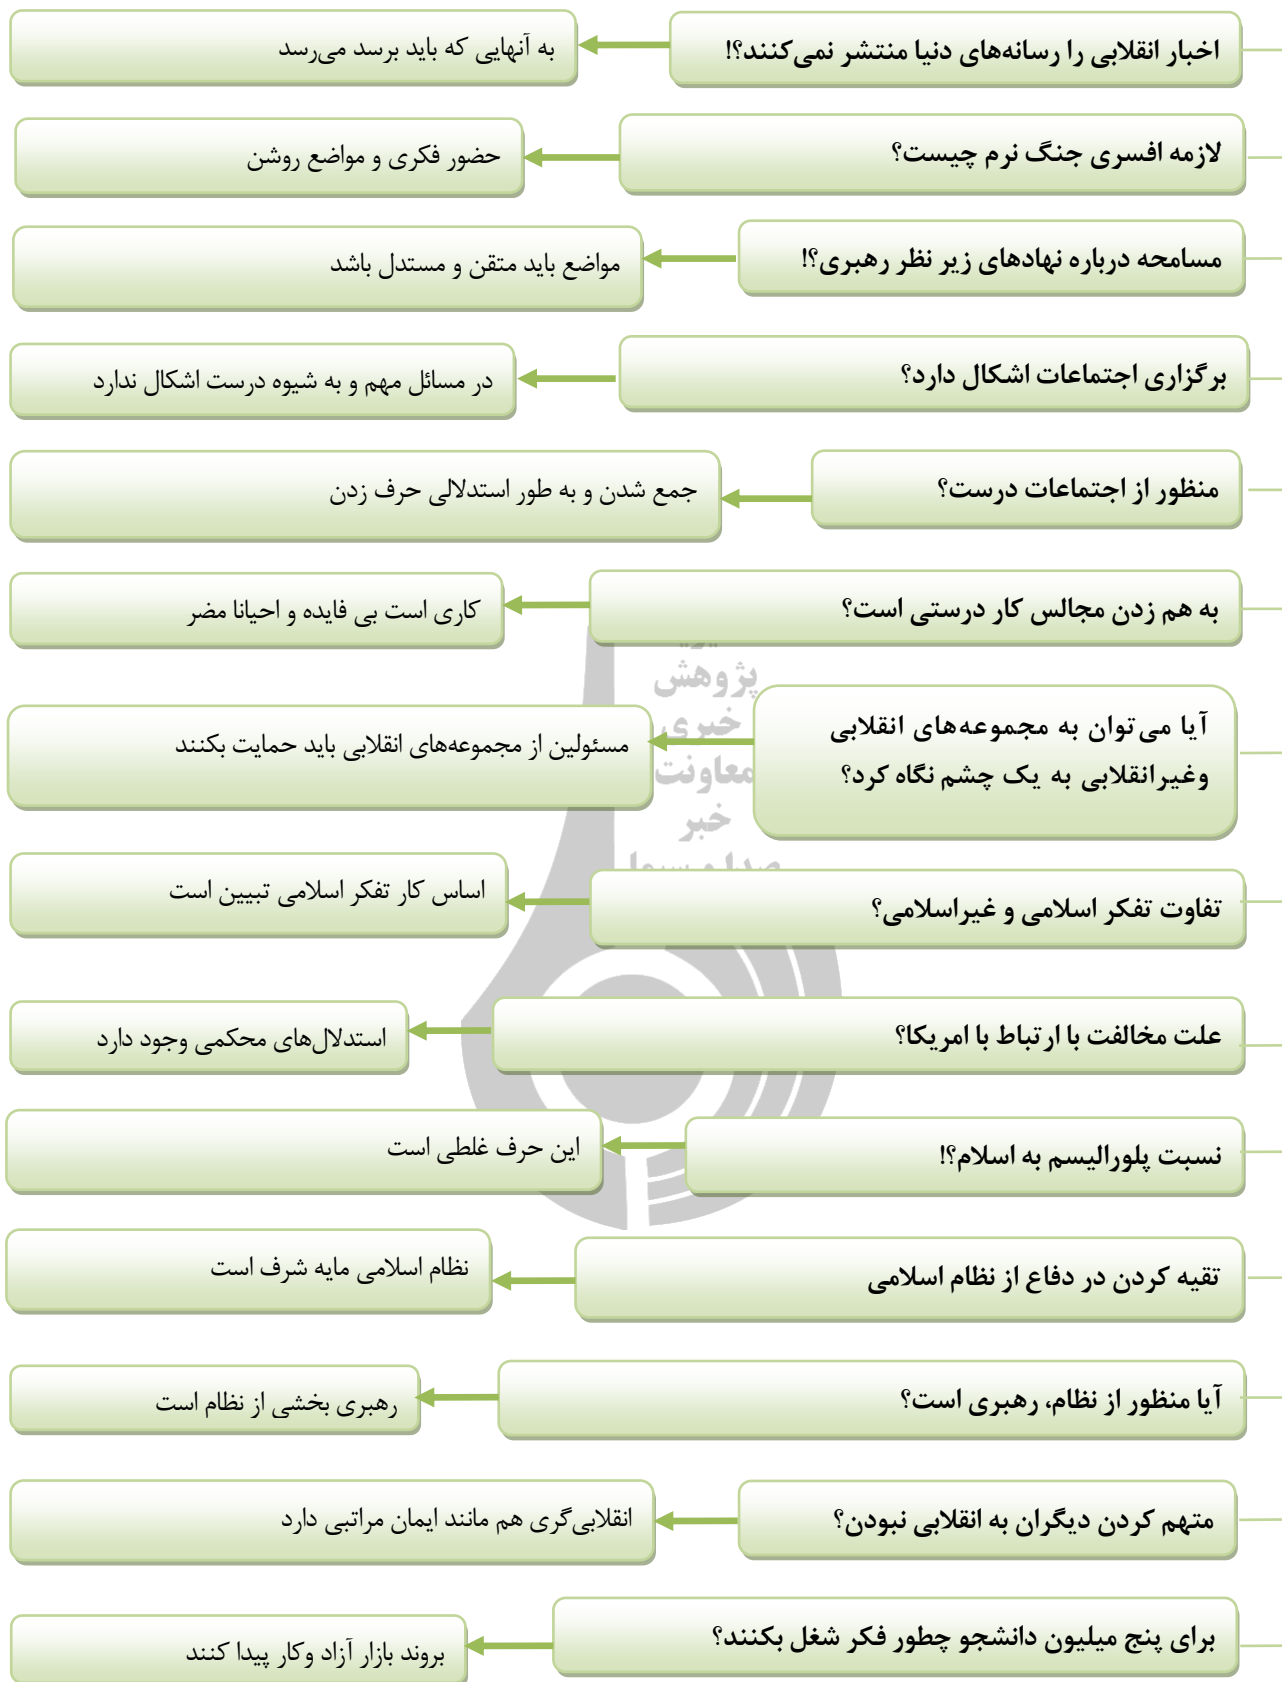 اخبار انقلابی را رسانه‌های دنیا منتشر نمی‌کنند؟!
به آنهایی که باید برسد می‌رسد
لازمه افسری جنگ نرم چیست؟
حضور فکری و مواضع روشن
مسامحه درباره نهادهای زیر نظر رهبری؟!
مواضع باید متقن و مستدل باشد
برگزاری اجتماعات اشکال دارد؟
در مسائل مهم و به شیوه درست اشکال ندارد
منظور از اجتماعات درست؟
جمع شدن و به طور استدلالی حرف زدن
به هم زدن مجالس کار درستی است؟
کاری است بی فایده و احیانا مضر
پژوهش
خبری
معاونت
خبر
آیا می‌توان به مجموعه‌های انقلابی
وغیرانقلابی به یک چشم نگاه کرد؟
مسئولین از مجموعه‌های انقلابی باید حمایت بکنند
تفاوت تفکر اسلامی و غیراسلامی؟
اساس کار تفکر اسلامی تبیین است
علت مخالفت با ارتباط با امریکا؟
استدلال‌های محکمی وجود دارد
نسبت پلورالیسم به اسلام؟!
این حرف غلطی است
تقیه کردن در دفاع از نظام اسلامی
نظام اسلامی مایه شرف است
آیا منظور از نظام، رهبری است؟
رهبری بخشی از نظام است
متهم کردن دیگران به انقلابی نبودن؟
انقلابی‌گری هم مانند ایمان مراتبی دارد
برای پنج میلیون دانشجو چطور فکر شغل بکنند؟
بروند بازار آزاد وکار پیدا کنند